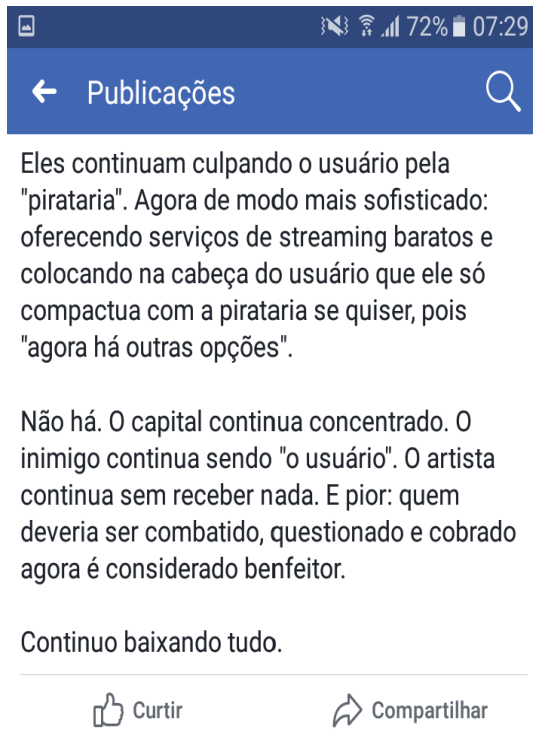 72% 07:29
Publicações
Eles continuam culpando o usuário pela
"pirataria". Agora de modo mais sofisticado:
oferecendo serviços de streaming baratos e
colocando na cabeça do usuário que ele só
compactua com a pirataria se quiser, pois
"agora há outras opções".
Não há. O capital continua concentrado. O
inimigo continua sendo "o usuário". O artista
continua sem receber nada. E pior: quem
deveria ser combatido, questionado e cobrado
agora é considerado benfeitor.
Continuo baixando tudo.
Curtir Compartilhar